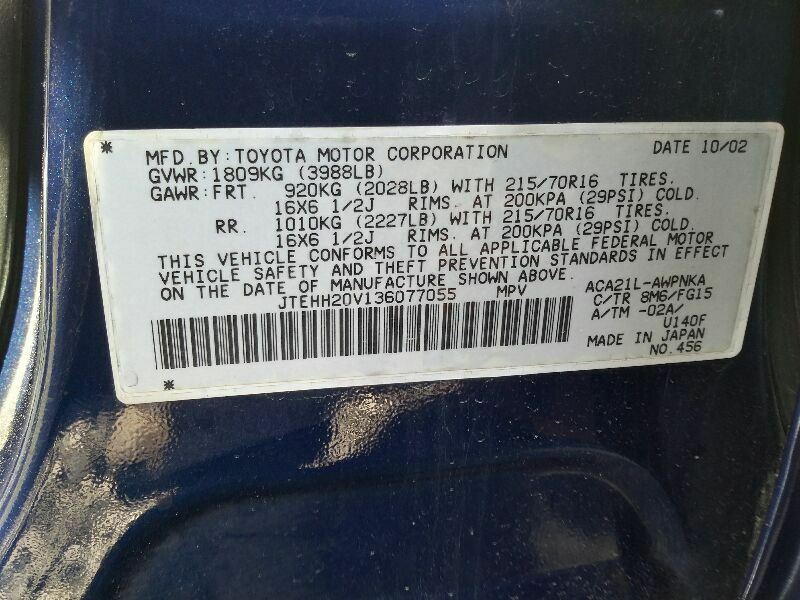 MFD.BY:TOYOTA MOTOR CORPORATION DATE 10/02
GVWR:1809KG (3988LB)
GAWR:FRT. 920KG (2028LB) WITH 215/70R16 TIRES.
16X6 1/2J RIMS. AT 200KPA (29PSI) COLD.
RR. 1010KG (2227LB) WITH 215/70R16 TIRES.
16X6 1/2J RIMS. AT 200KPA (29PSI) COLD.
THIS VEHICLE CONFORMS TO ALL APPLICABLE FEDERAL MOTOR
VEHICLE SAFETY AND THEFT PREVENTION STANDARDS IN EFFECT
ON THE DATE OF MANUFACTURE SHOWN ABOVE.
JTEHH20V136077055 MPV ACA21L-AWPNKA
C/TR 8M6/FG15
A/TM -02A/
U140F
MADE IN JAPAN
NO.456